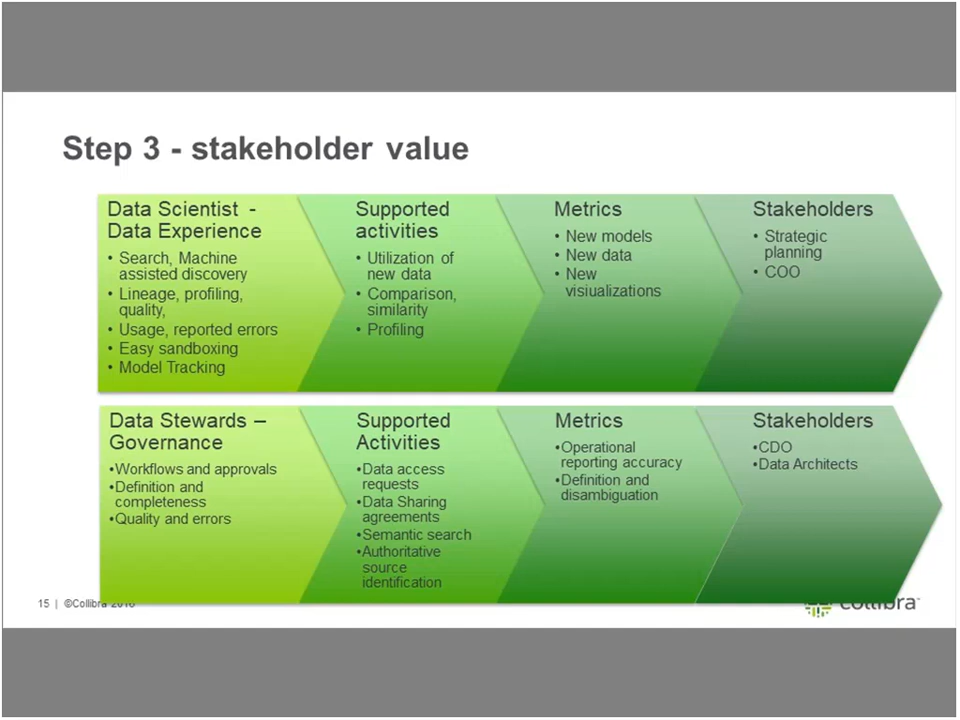 Step 3 - stakeholder value
Data Scientist -
Data Experience
• Search, Machine
assisted discovery
• Lineage, profiling,
quality,
• Usage, reported errors
• Easy sandboxing
• Model Tracking
Supported
activities
• Utilization of
new data
• Comparison,
similarity
• Profiling
Metrics
• New models
• New data
• New
visiualizations
Stakeholders
• Strategic
planning
• COO
Data Stewards –
Governance
•Workflows and approvals
•Definition and
completeness
•Quality and errors
Supported
Activities
•Data access
requests
•Data Sharing
agreements
•Semantic search
•Authoritative
source
identification
Metrics
•Operational
reporting accuracy
•Definition and
disambiguation
Stakeholders
•CDO
•Data Architects
15 | ©Collibra 2016
collibra